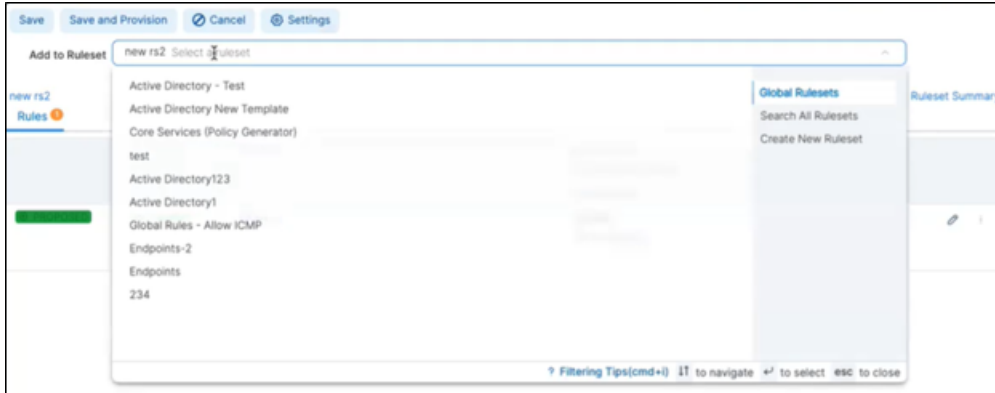 Save Save and Provision Cancel Settings
Add to Ruleset new rs2 Select a ruleset
Active Directory - Test
Active Directory New Template
Core Services (Policy Generator)
test
Active Directory123
Active Directory1
Global Rules - Allow ICMP
Endpoints-2
Endpoints
234
Global Rulesets
Search All Rulesets
Create New Ruleset
new rs2
Rules
Ruleset Summar
? Filtering Tips(cmd+i) ↓↑ to navigate ↵ to select esc to close